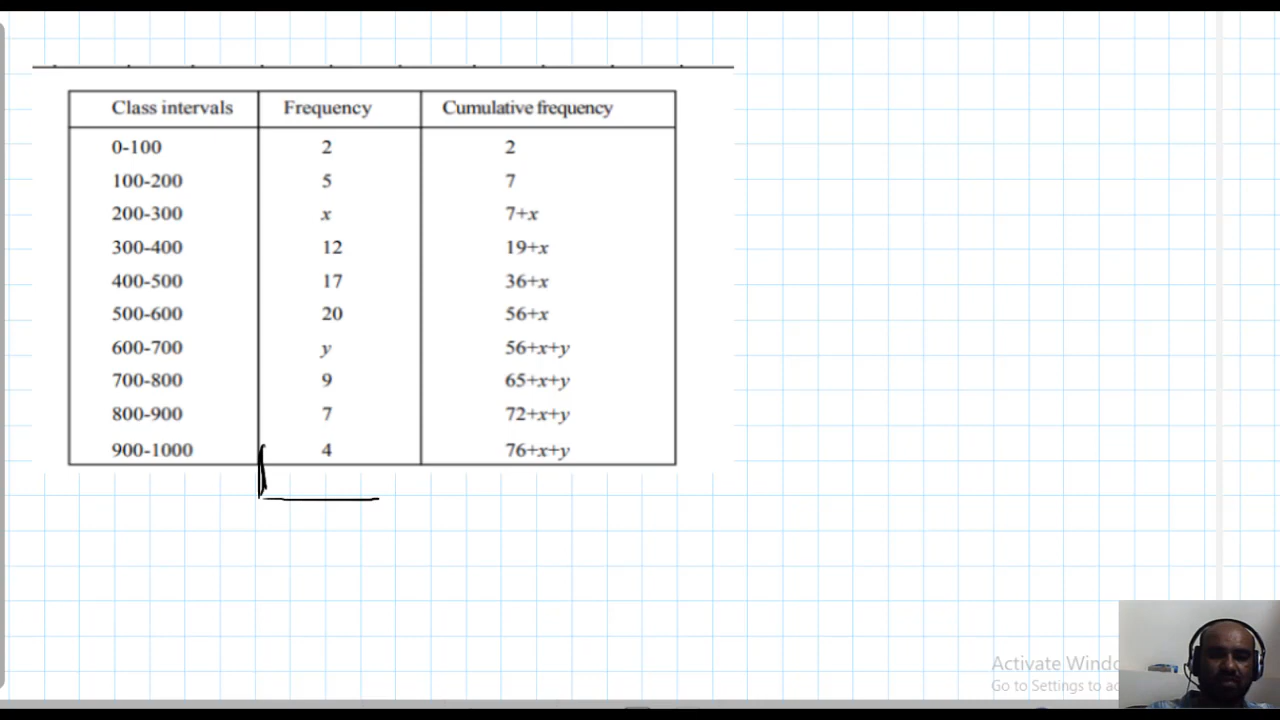 Class intervals Frequency Cumulative frequency
0-100 2 2
100-200 5 7
200-300 x 7+x
300-400 12 19+x
400-500 17 36+x
500-600 20 56+x
600-700 y 56+x+y
700-800 9 65+x+y
800-900 7 72+x+y
900-1000 4 76+x+y
Activate Windo
Go to Settings to ac